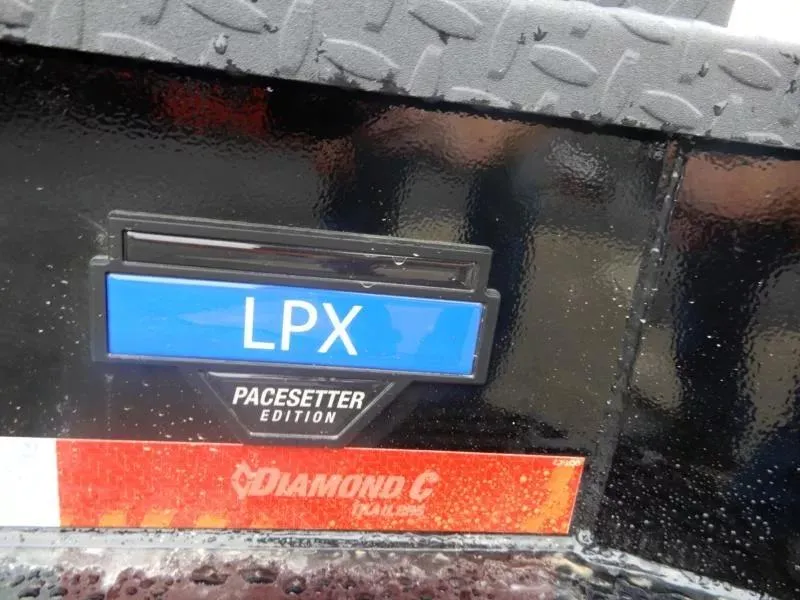 LPX
PACESETTER
EDITION
DIAMOND C
TRAILERS